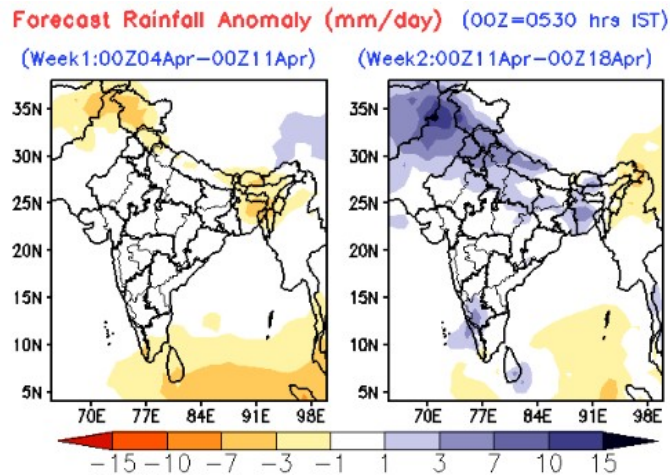 Forecast Rainfall Anomaly (mm/day) (00Z=0530 hrs IST)
(Week1:00Z04Apr-00Z11Apr) (Week2:00Z11Apr-00Z18Apr)
35N 35N
30N 30N
25N 25N
20N 20N
15N 15N
10N 10N
5N 5N
70E 77E 84E 91E 98E 70E 77E 84E 91E 98E
-15 -10 -7 -3 -1 1 3 7 10 15